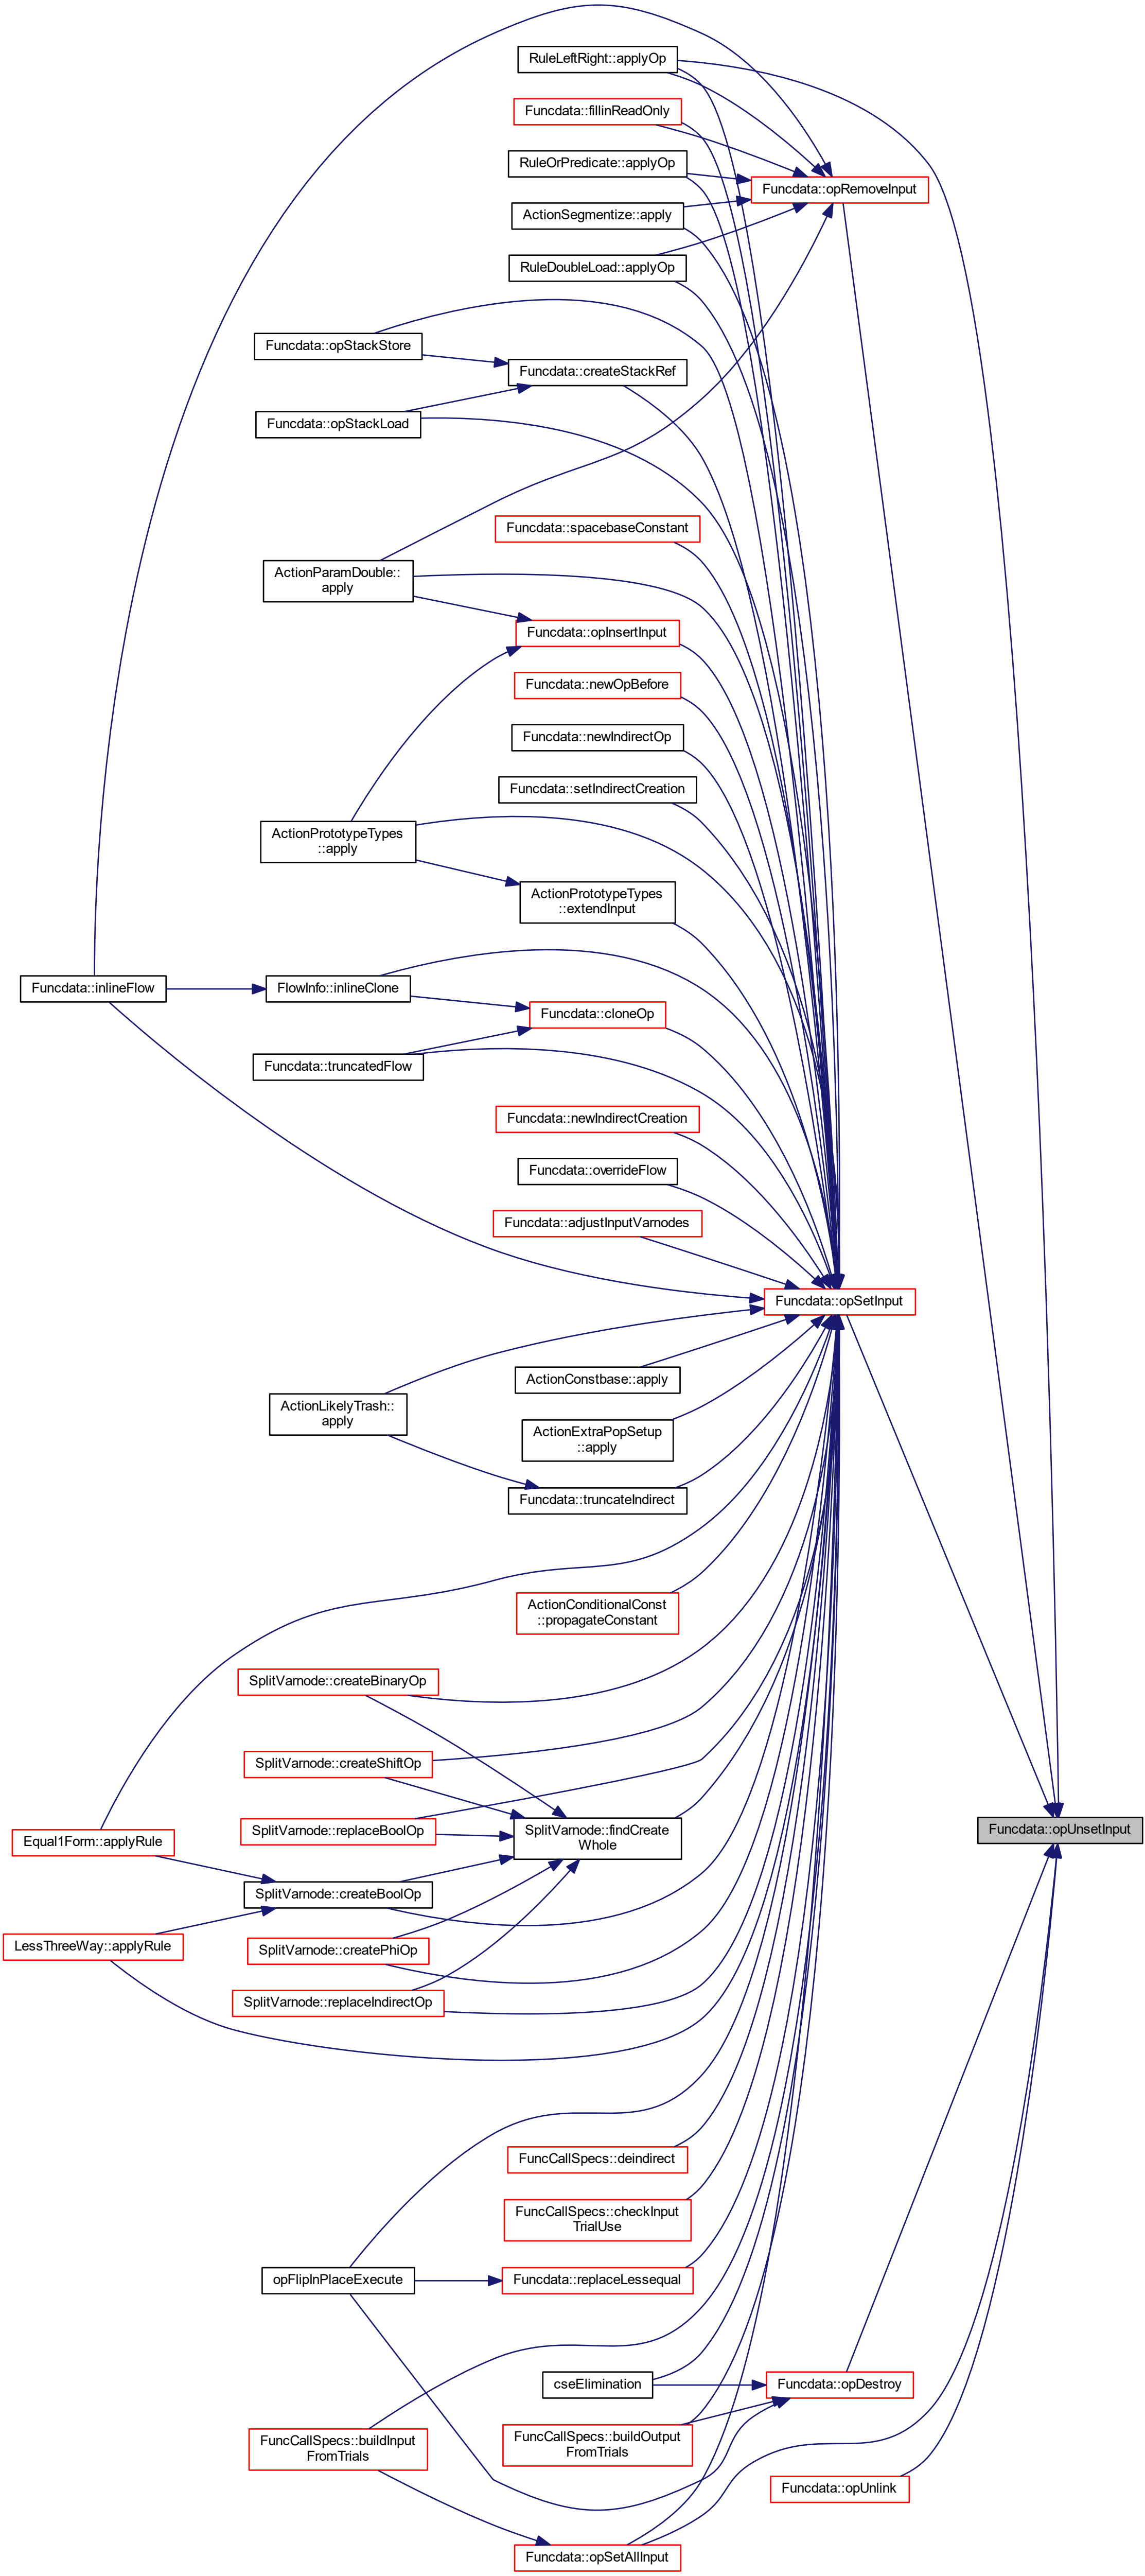 RuleLeftRight::applyOp
Funcdata::fillinReadOnly
RuleOrPredicate::applyOp
Funcdata::opRemoveInput
ActionSegmentize::apply
RuleDoubleLoad::applyOp
Funcdata::opStackStore
Funcdata::createStackRef
Funcdata::opStackLoad
Funcdata::spacebaseConstant
ActionParamDouble::
apply
Funcdata::opInsertInput
Funcdata::newOpBefore
Funcdata::newIndirectOp
Funcdata::setIndirectCreation
ActionPrototypeTypes
::apply
ActionPrototypeTypes
::extendInput
Funcdata::inlineFlow
FlowInfo::inlineClone
Funcdata::cloneOp
Funcdata::truncatedFlow
Funcdata::newIndirectCreation
Funcdata::overrideFlow
Funcdata::adjustInputVarnodes
Funcdata::opSetInput
ActionConstbase::apply
ActionLikelyTrash::
apply
ActionExtraPopSetup
::apply
Funcdata::truncateIndirect
ActionConditionalConst
::propagateConstant
SplitVarnode::createBinaryOp
SplitVarnode::createShiftOp
SplitVarnode::replaceBoolOp
SplitVarnode::findCreate
Whole
Funcdata::opUnsetInput
Equal1Form::applyRule
SplitVarnode::createBoolOp
LessThreeWay::applyRule
SplitVarnode::createPhiOp
SplitVarnode::replaceIndirectOp
FuncCallSpecs::deindirect
FuncCallSpecs::checkInput
TrialUse
opFlipInPlaceExecute
Funcdata::replaceLessequal
cseElimination
Funcdata::opDestroy
FuncCallSpecs::buildInput
FromTrials
FuncCallSpecs::buildOutput
FromTrials
Funcdata::opUnlink
Funcdata::opSetAllInput